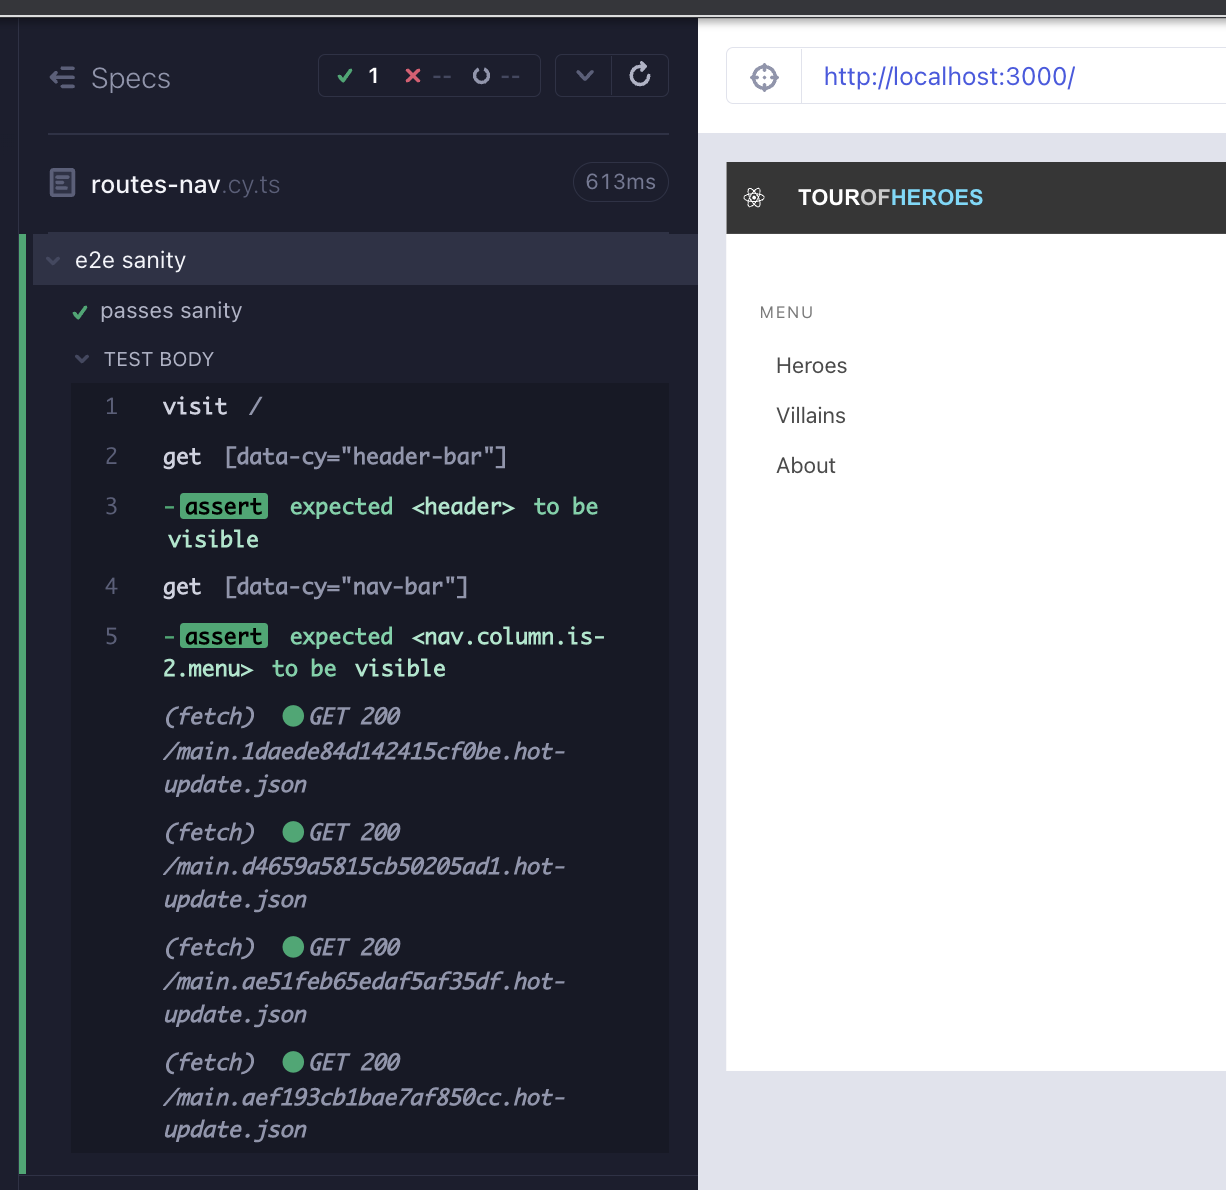 Specs
1 -- --
http://localhost:3000/
routes-nav.cy.ts
613ms
e2e sanity
passes sanity
TEST BODY
1 visit /
2 get [data-cy="header-bar"]
3 -assert expected <header> to be
visible
4 get [data-cy="nav-bar"]
5 -assert expected <nav.column.is-
2.menu> to be visible
(fetch) GET 200
/main.1daede84d142415cf0be.hot-
update.json
(fetch) GET 200
/main.d4659a5815cb50205ad1.hot-
update.json
(fetch) GET 200
/main.ae51feb65edaf5af35df.hot-
update.json
(fetch) GET 200
/main.aef193cb1bae7af850cc.hot-
update.json
TOUROFHEROES
MENU
Heroes
Villains
About